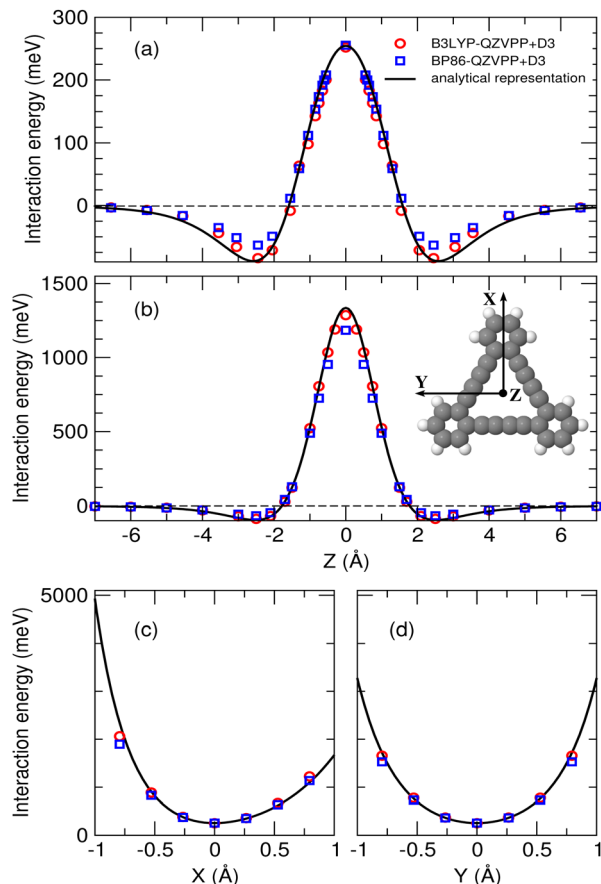 (a)
B3LYP-QZVPP+D3
BP86-QZVPP+D3
analytical representation
Interaction energy (meV)
300
200
100
0
(b)
Interaction energy (meV)
1500
1000
500
0
X
Y
Z
-6 -4 -2 0 2 4 6
Z (Å)
(c)
(d)
Interaction energy (meV)
5000
0
-1 -0.5 0 0.5 1
-1 -0.5 0 0.5 1
X (Å)
Y (Å)